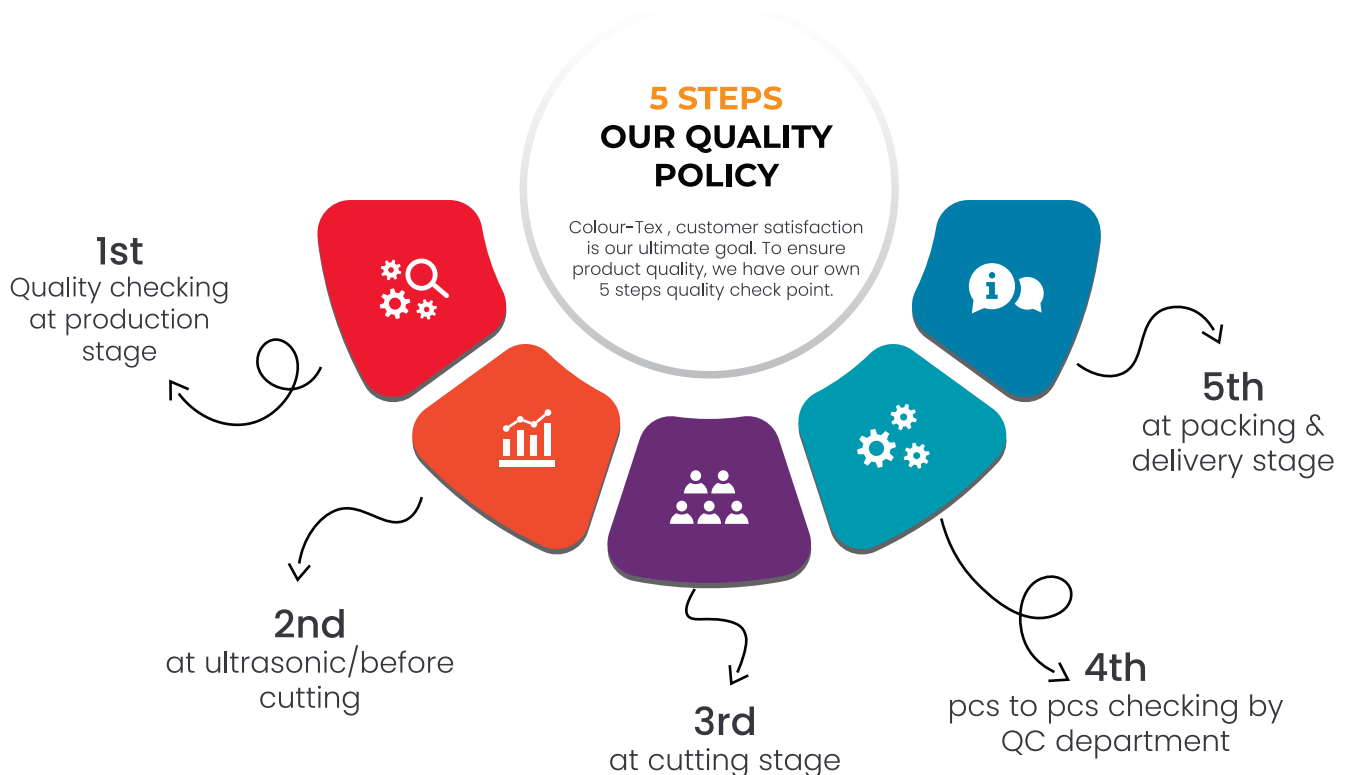 5 STEPS
OUR QUALITY
POLICY
Colour-Tex , customer satisfaction
is our ultimate goal. To ensure
product quality, we have our own
5 steps quality check point.
1st
Quality checking
at production
stage
2nd
at ultrasonic/before
cutting
3rd
at cutting stage
4th
pcs to pcs checking by
QC department
5th
at packing &
delivery stage